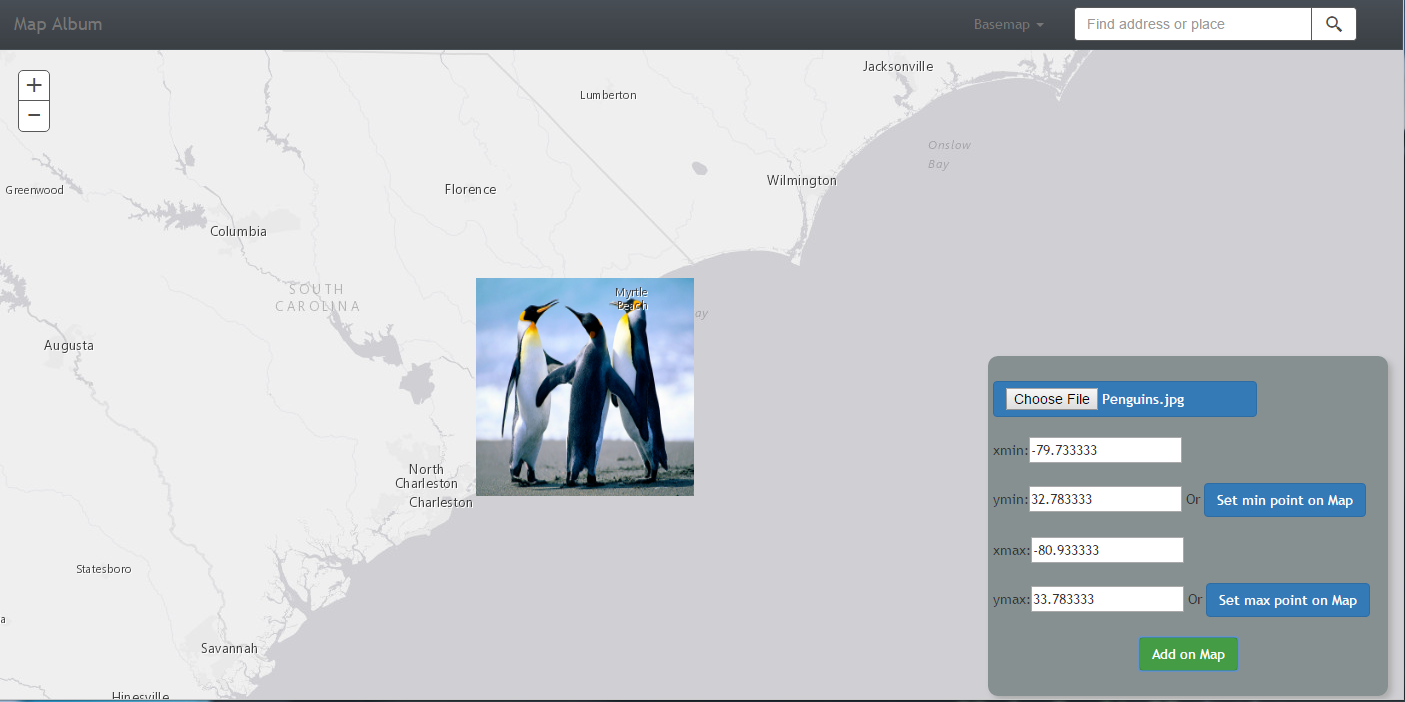 Map Album
Basemap
Find address or place
+
−
Jacksonville
Lumberton
Onslow
Bay
Wilmington
Greenwood
Florence
Columbia
SOUTH
CAROLINA
Myrtle
Beach
ay
Augusta
Choose File Penguins.jpg
xmin: -79.733333
North
Charleston
Charleston
ymin: 32.783333 Or Set min point on Map
xmax: -80.933333
Statesboro
ymax: 33.783333 Or Set max point on Map
a
Savannah
Add on Map
Hinesville